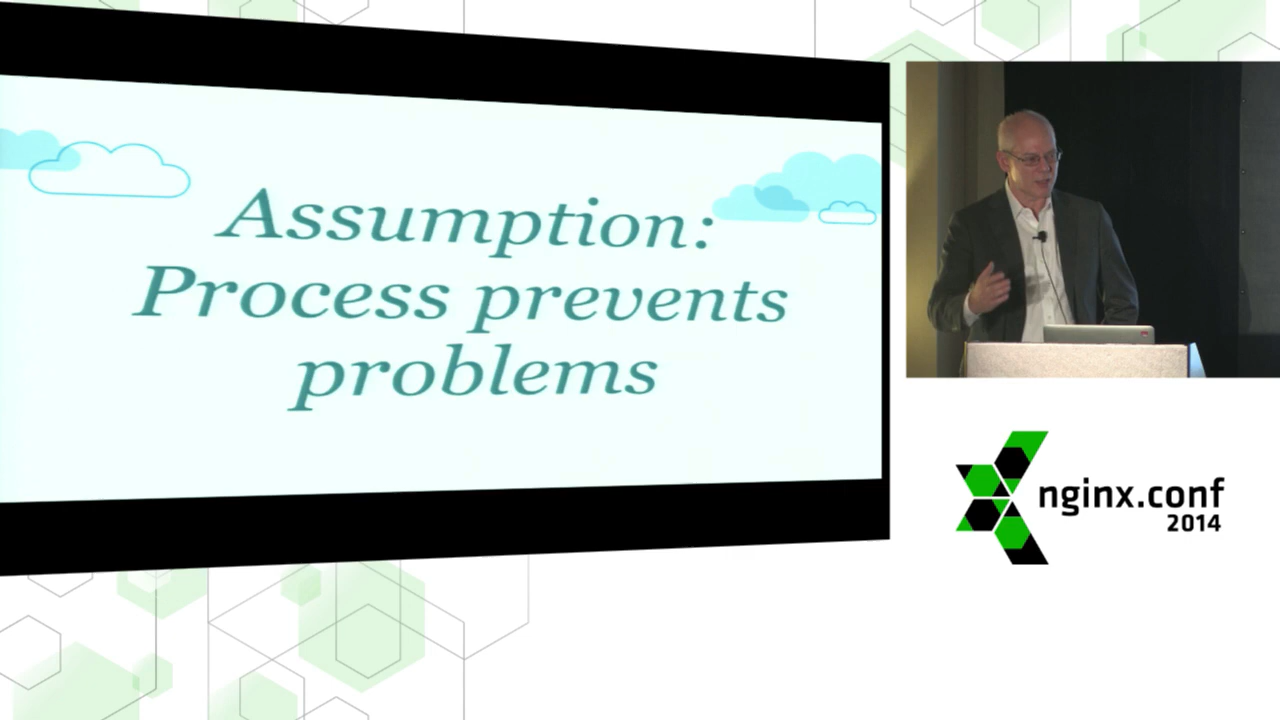 Assumption:
Process prevents
problems
nginx.conf
2014